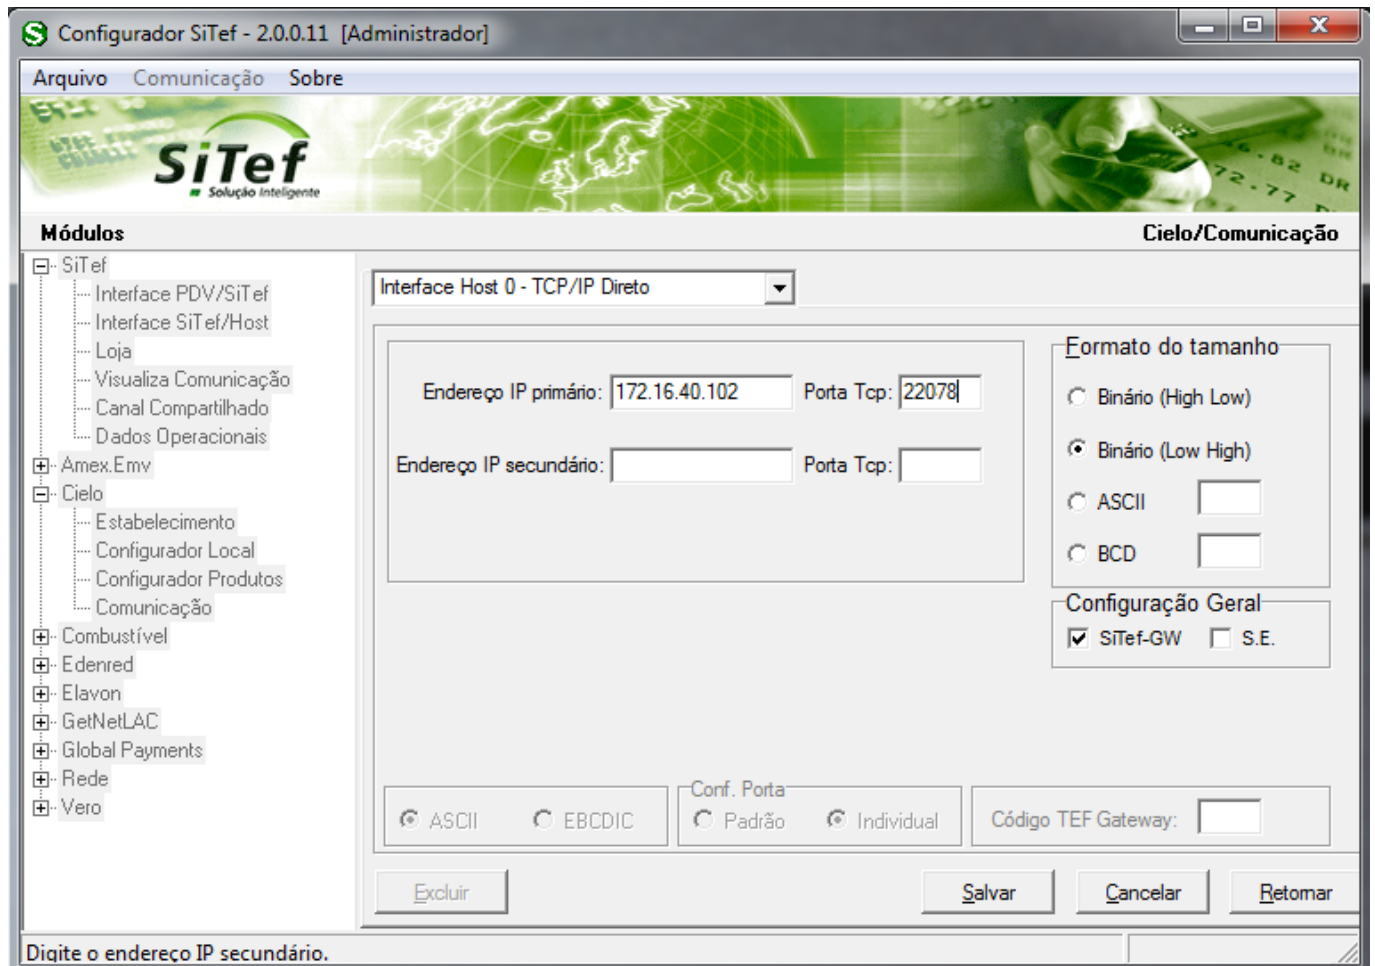 Configurador SiTef - 2.0.0.11 [Administrador]
Arquivo Comunicação Sobre
SiTef
Solução Inteligente
6.82 DR
72.77
Módulos
Cielo/Comunicação
SiTef
Interface PDV/SiTef
Interface SiTef/Host
Loja
Visualiza Comunicação
Canal Compartilhado
Dados Operacionais
Amex.Emv
Cielo
Estabelecimento
Configurador Local
Configurador Produtos
Comunicação
Combustível
Edenred
Elavon
GetNetLAC
Global Payments
Rede
Vero
Interface Host 0 - TCP/IP Direto
Endereço IP primário: 172.16.40.102 Porta Tcp: 22078
Endereço IP secundário: Porta Tcp:
Formato do tamanho
Binário (High Low)
Binário (Low High)
ASCII
BCD
Configuração Geral
SiTef-GW S.E.
ASCII EBCDIC
Conf. Porta
Padrão Individual
Código TEF Gateway:
Excluir Salvar Cancelar Retornar
Digite o endereço IP secundário.